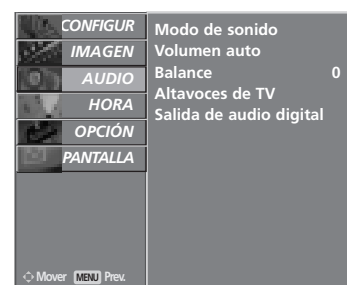 CONFIGUR
IMAGEN
AUDIO
HORA
OPCIÓN
PANTALLA
Modo de sonido
Volumen auto
Balance 0
Altavoces de TV
Salida de audio digital
Mover MENU Prev.